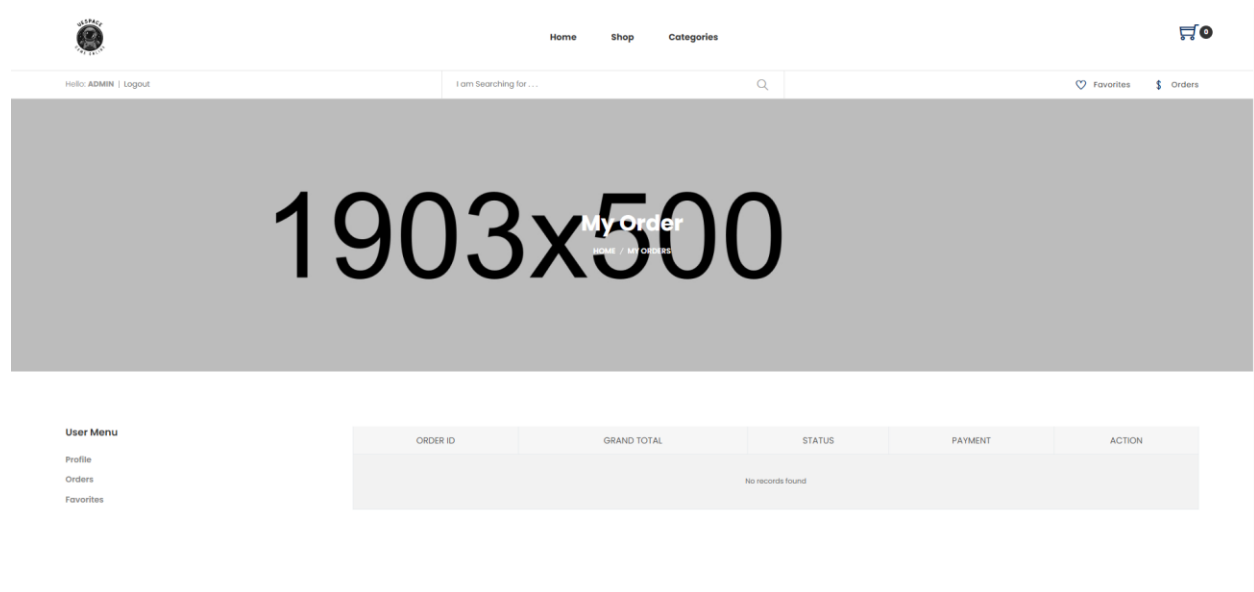 Home Shop Categories
0
Hello: ADMIN | Logout
I am Searching for . . .
Favorites
$ Orders
1903x500
My Order
HOME / MY ORDERS
User Menu
Profile
Orders
Favorites
ORDER ID GRAND TOTAL STATUS PAYMENT ACTION
No records found